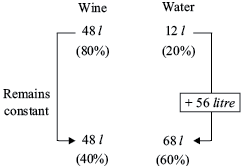 Wine Water
48 l 12 l
(80%) (20%)
Remains
constant
+ 56 litre
48 l 68 l
(40%) (60%)